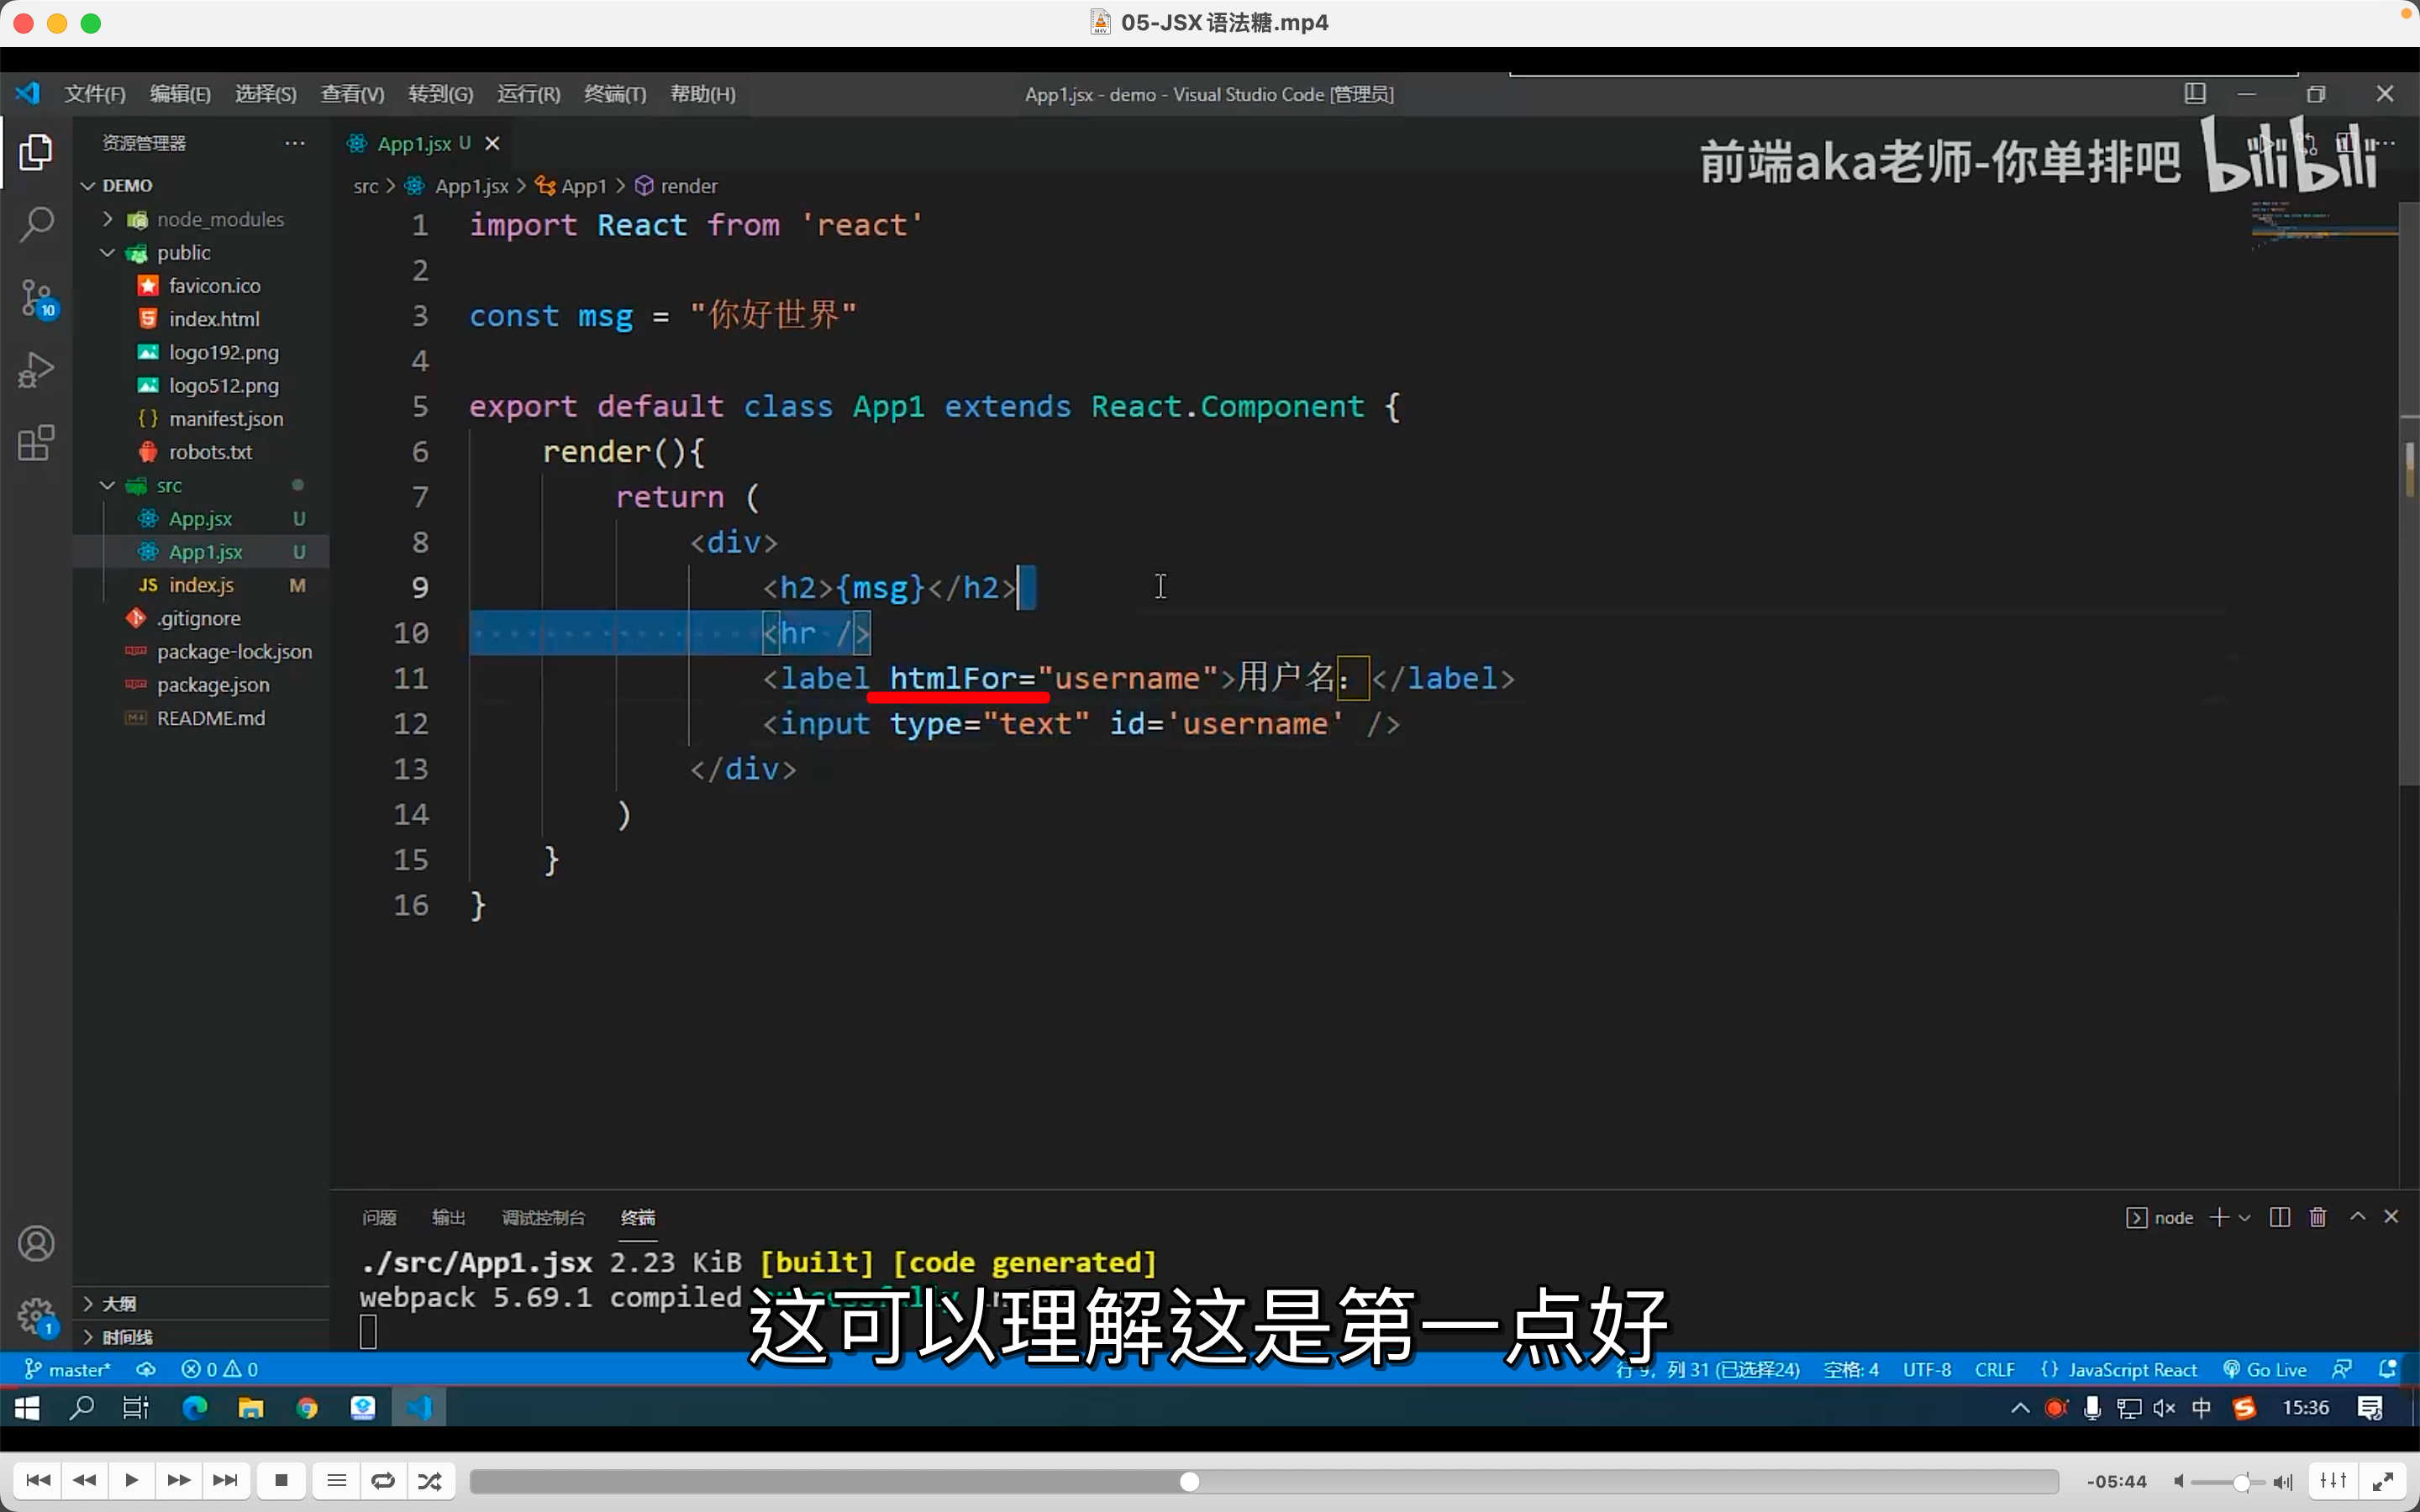 05-JSX 语法糖.mp4
文件(F) 编辑(E) 选择(S) 查看(V) 转到(G) 运行(R) 终端(T) 帮助(H) App1.jsx - demo - Visual Studio Code [管理员]
资源管理器 ···
App1.jsx U
前端aka老师-你单排吧 bilibili
src > App1.jsx > App1 > render
DEMO
node_modules
public
favicon.ico
index.html
logo192.png
logo512.png
manifest.json
robots.txt
src
App.jsx U
App1.jsx U
JS index.js M
.gitignore
package-lock.json
package.json
README.md
大纲
时间线
10
1
1 import React from 'react'
2
3 const msg = "你好世界"
4
5 export default class App1 extends React.Component {
6 render(){
7 return (
8 <div>
9 <h2>{msg}</h2>
10 <hr />
11 <label htmlFor="username">用户名：</label>
12 <input type="text" id='username' />
13 </div>
14 )
15 }
16 }
问题 输出 调试控制台 终端 node
./src/App1.jsx 2.23 KiB [built] [code generated]
webpack 5.69.1 compiled
这可以理解这是第一点好
master* 0 0 行 9，列 31 (已选择24) 空格: 4 UTF-8 CRLF {} JavaScript React Go Live
中 15:36
-05:44